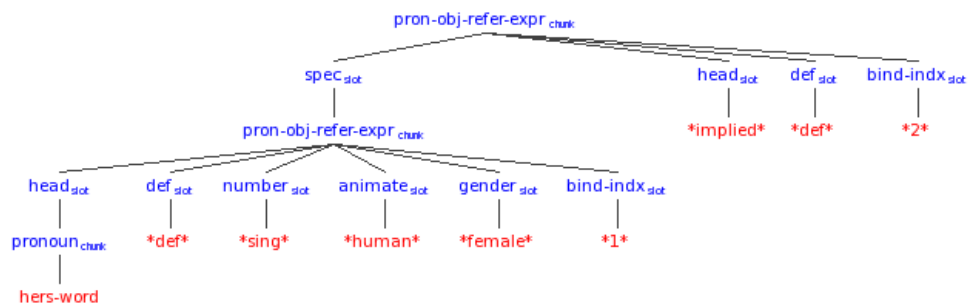 pron-obj-refer-expr chunk
spec slot head slot def slot bind-indx slot
pron-obj-refer-expr chunk *implied* *def* *2*
head slot def slot number slot animate slot gender slot bind-indx slot
pronoun chunk *def* *sing* *human* *female* *1*
hers-word